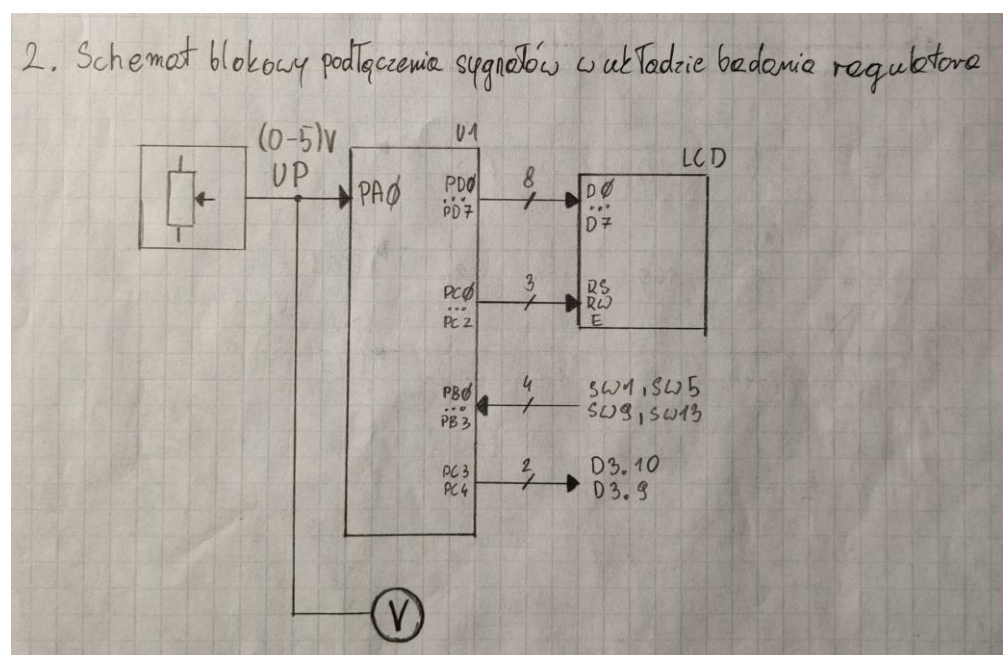 2. Schemat blokowy podłączenia sygnałów w układzie badania regulatora
(0-5)V
UP
U1
PA0
PD0
...
PD7
8
LCD
D0
...
D7
PC0
...
PC2
3
RS
RW
E
PB0
...
PB3
4
SW1, SW5
SW9, SW13
PC3
PC4
2
D3.10
D3.9
V